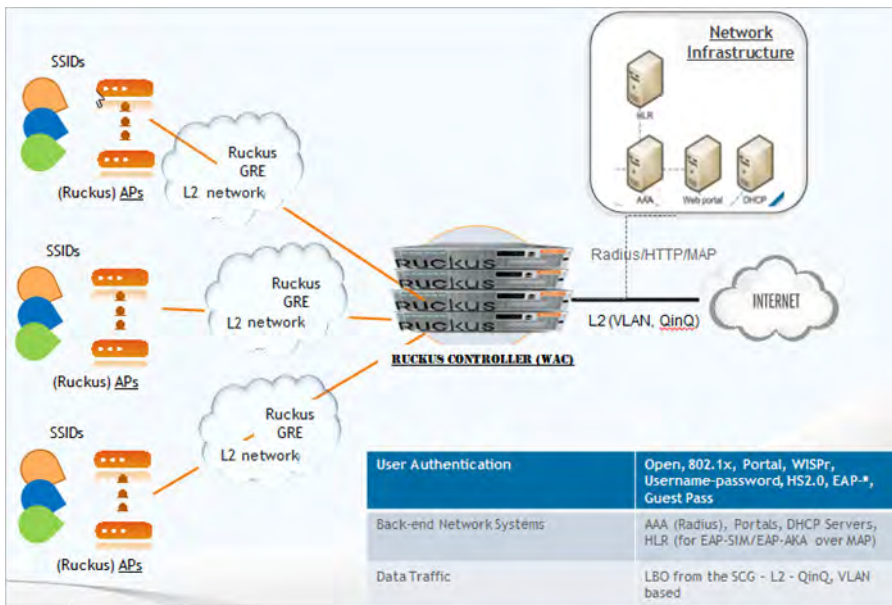 Network
Infrastructure
HLR
AAA
Web portal
DHCP
SSIDs
(Ruckus) APs
Ruckus
GRE
L2 network
SSIDs
(Ruckus) APs
Ruckus
GRE
L2 network
SSIDs
(Ruckus) APs
Ruckus
GRE
L2 network
RUCKUS
RUCKUS
RUCKUS
RUCKUS
RUCKUS CONTROLLER (WAC)
Radius/HTTP/MAP
L2 (VLAN, QinQ)
INTERNET
User Authentication
Open, 802.1x, Portal, WISPr,
Username-password, HS2.0, EAP-*,
Guest Pass
Back-end Network Systems
AAA (Radius), Portals, DHCP Servers,
HLR (for EAP-SIM/EAP-AKA over MAP)
Data Traffic
LBO from the SCG - L2 - QinQ, VLAN
based